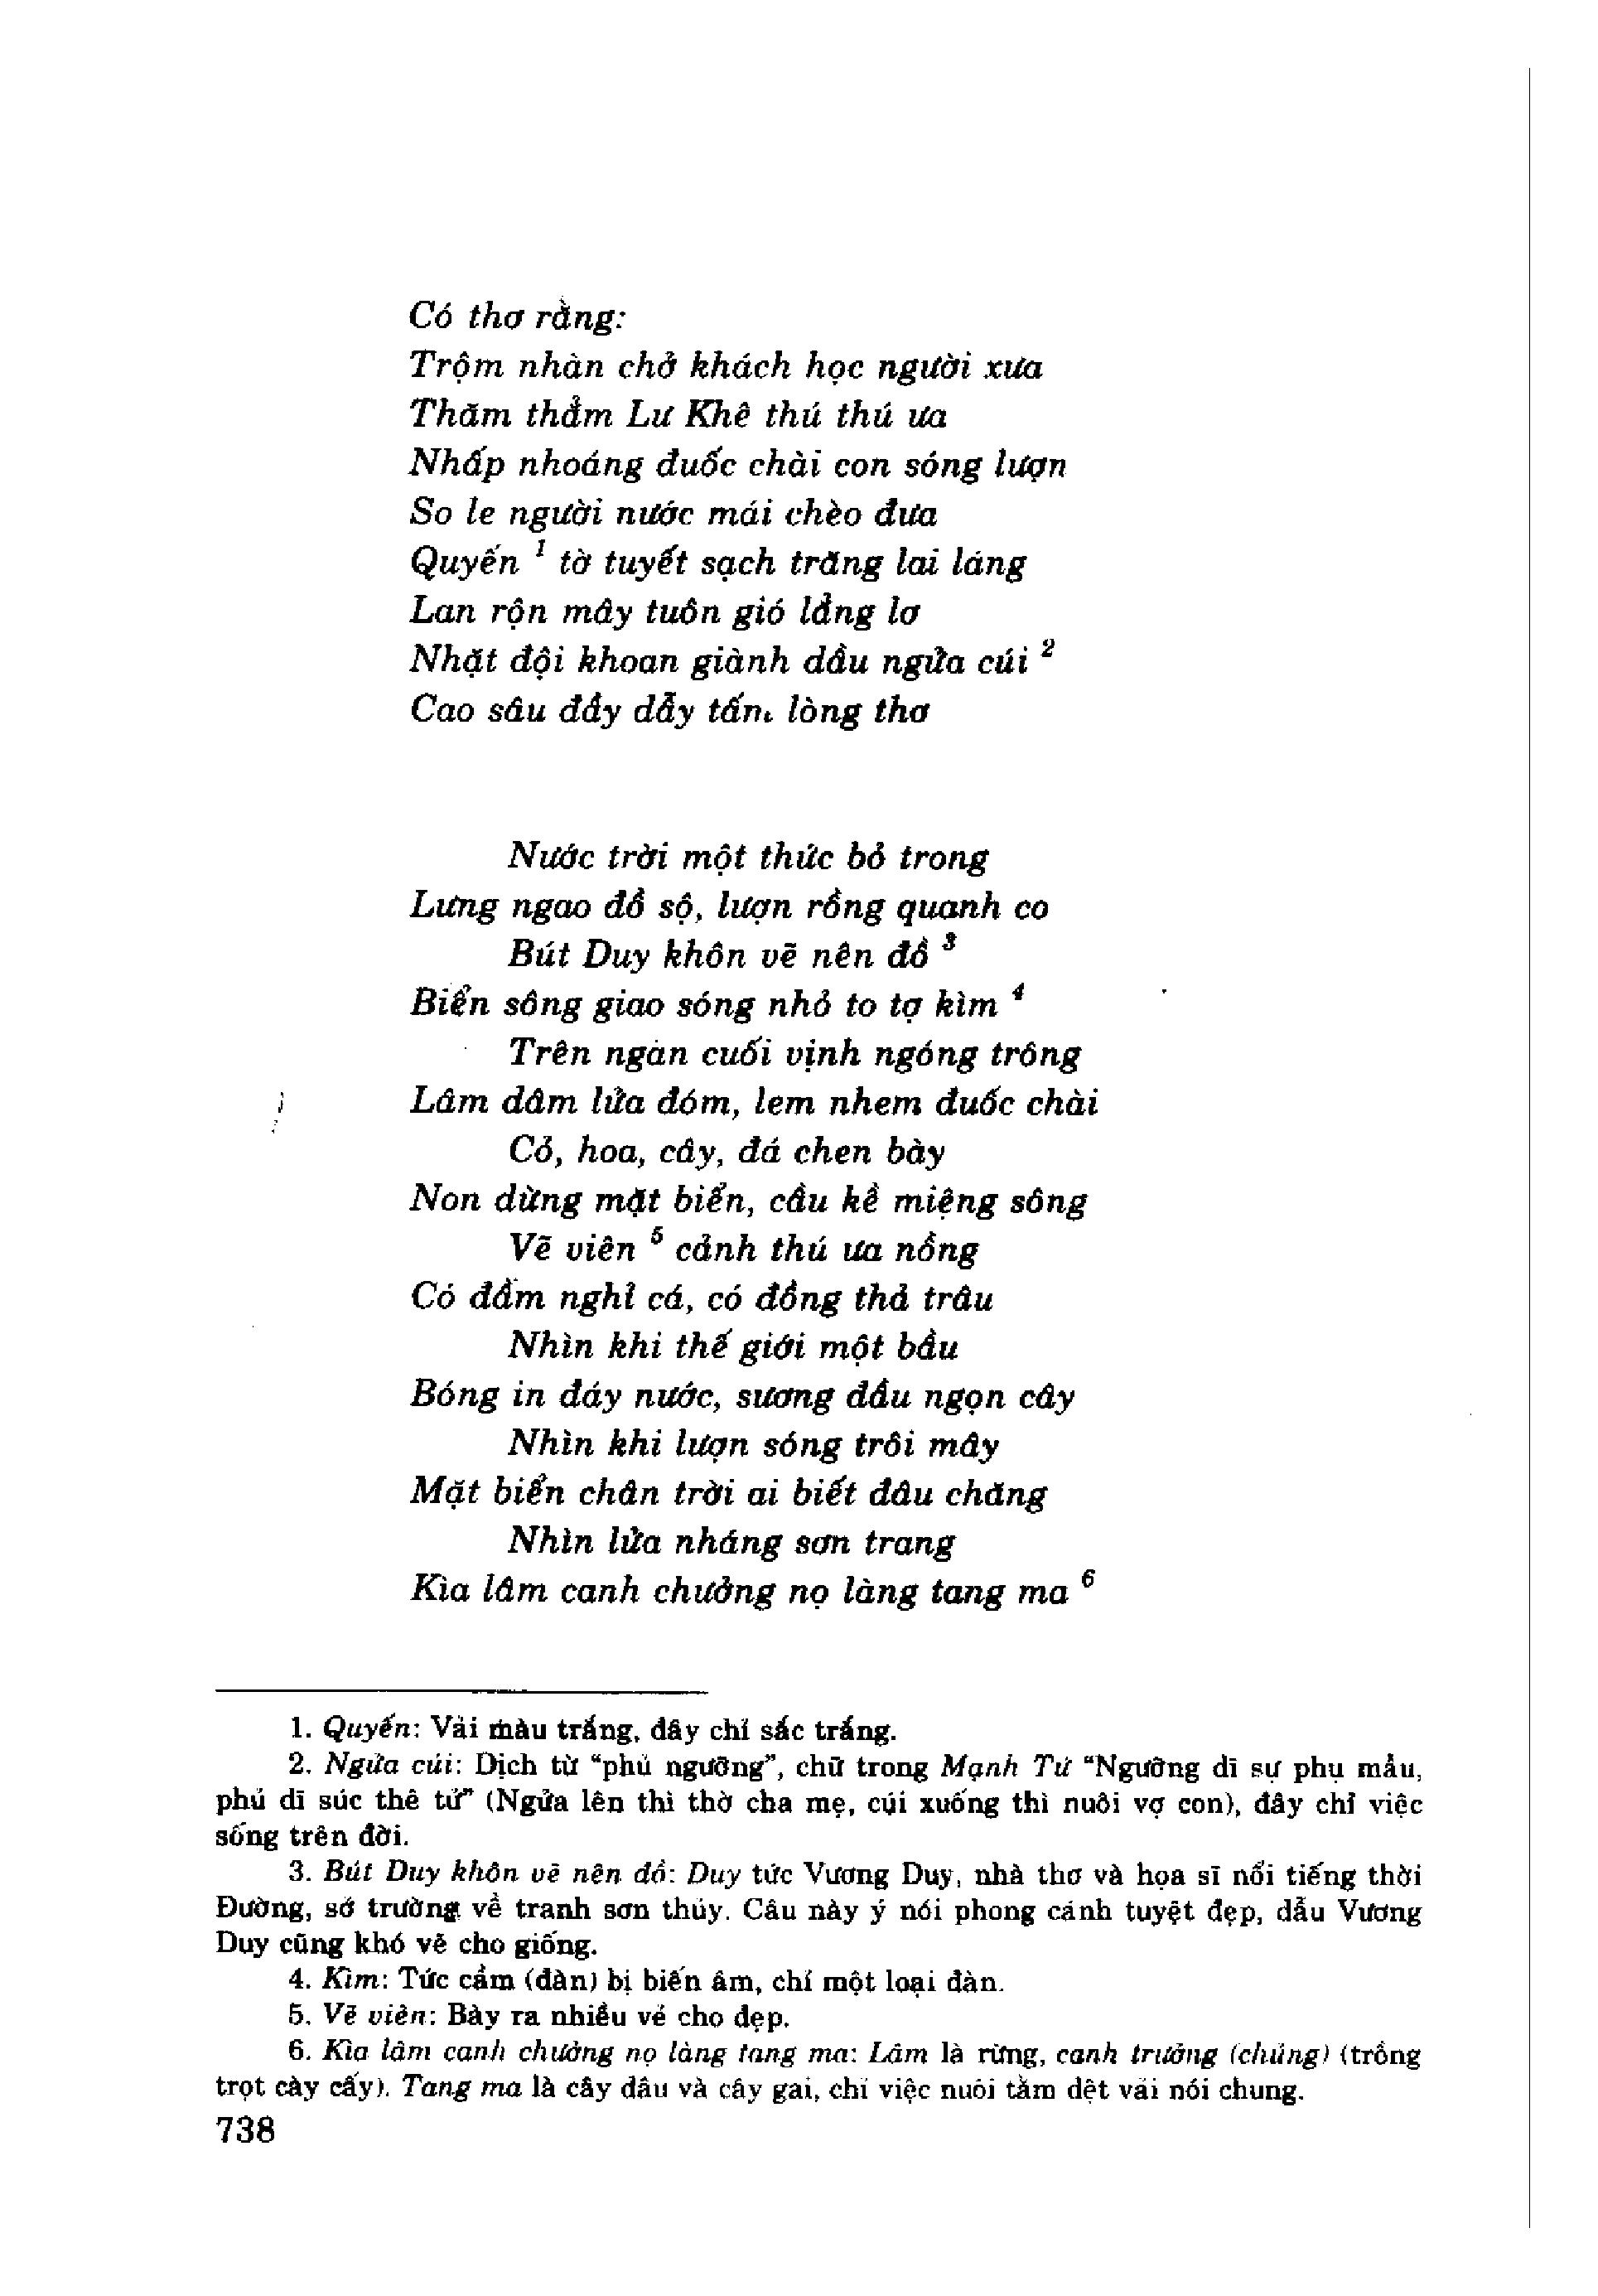 Có thơ rằng:
Trộm nhàn chở khách học người xưa
Thăm thẳm Lư Khê thú thú ưa
Nhấp nhoáng đuốc chài con sóng lượn
So le người nước mái chèo đưa
Quyến 1 tờ tuyết sạch trăng lai láng
Lan rộn mây tuôn gió lẳng lơ
Nhặt đội khoan giành dầu ngửa cúi 2
Cao sâu đầy dẫy tấm lòng thơ
Nước trời một thức bỏ trong
Lưng ngao đồ sộ, lượn rồng quanh co
Bút Duy khôn vẽ nên đồ 3
Biển sông giao sóng nhỏ to tợ kìm 4
Trên ngàn cuối vịnh ngóng trông
Lâm dâm lửa đóm, lem nhem đuốc chài
Cỏ, hoa, cây, đá chen bày
Non dừng mặt biển, cầu kề miệng sông
Vẽ viên 5 cảnh thú ưa nồng
Có đầm nghỉ cá, có đồng thả trâu
Nhìn khi thế giới một bầu
Bóng in đáy nước, sương đầu ngọn cây
Nhìn khi lượn sóng trôi mây
Mặt biển chân trời ai biết đâu chăng
Nhìn lửa nháng sơn trang
Kìa lâm canh chưởng nọ làng tang ma 6
1. Quyến: Vải màu trắng, đây chỉ sắc trắng.
2. Ngửa cúi: Dịch từ “phủ ngưỡng”, chữ trong Mạnh Tử “Ngưỡng dĩ sự phụ mẫu,
phủ dĩ súc thê tử” (Ngửa lên thì thờ cha mẹ, cúi xuống thì nuôi vợ con), đây chỉ việc
sống trên đời.
3. Bút Duy khôn vẽ nên đồ: Duy tức Vương Duy, nhà thơ và họa sĩ nổi tiếng thời
Đường, sở trường về tranh sơn thủy. Câu này ý nói phong cảnh tuyệt đẹp, dẫu Vương
Duy cũng khó vẽ cho giống.
4. Kìm: Tức cầm (đàn) bị biến âm, chỉ một loại đàn.
5. Vẽ viên: Bày ra nhiều vẻ cho đẹp.
6. Kìa lâm canh chưởng nọ làng tang ma: Lâm là rừng, canh trưởng (chủng) (trồng
trọt cày cấy). Tang ma là cây dâu và cây gai, chỉ việc nuôi tằm dệt vải nói chung.
738